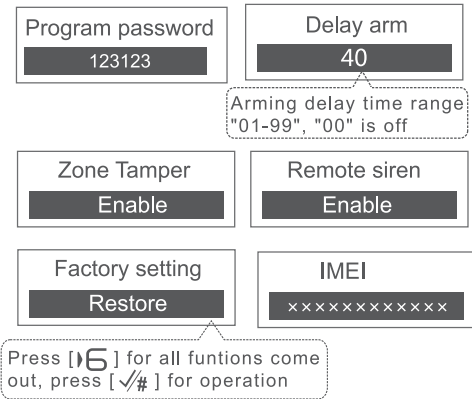 Program password
123123
Delay arm
40
Arming delay time range
"01-99", "00" is off
Zone Tamper
Enable
Remote siren
Enable
Factory setting
Restore
IMEI
××××××××××××
Press [ ] for all funtions come
out, press [ √/# ] for operation